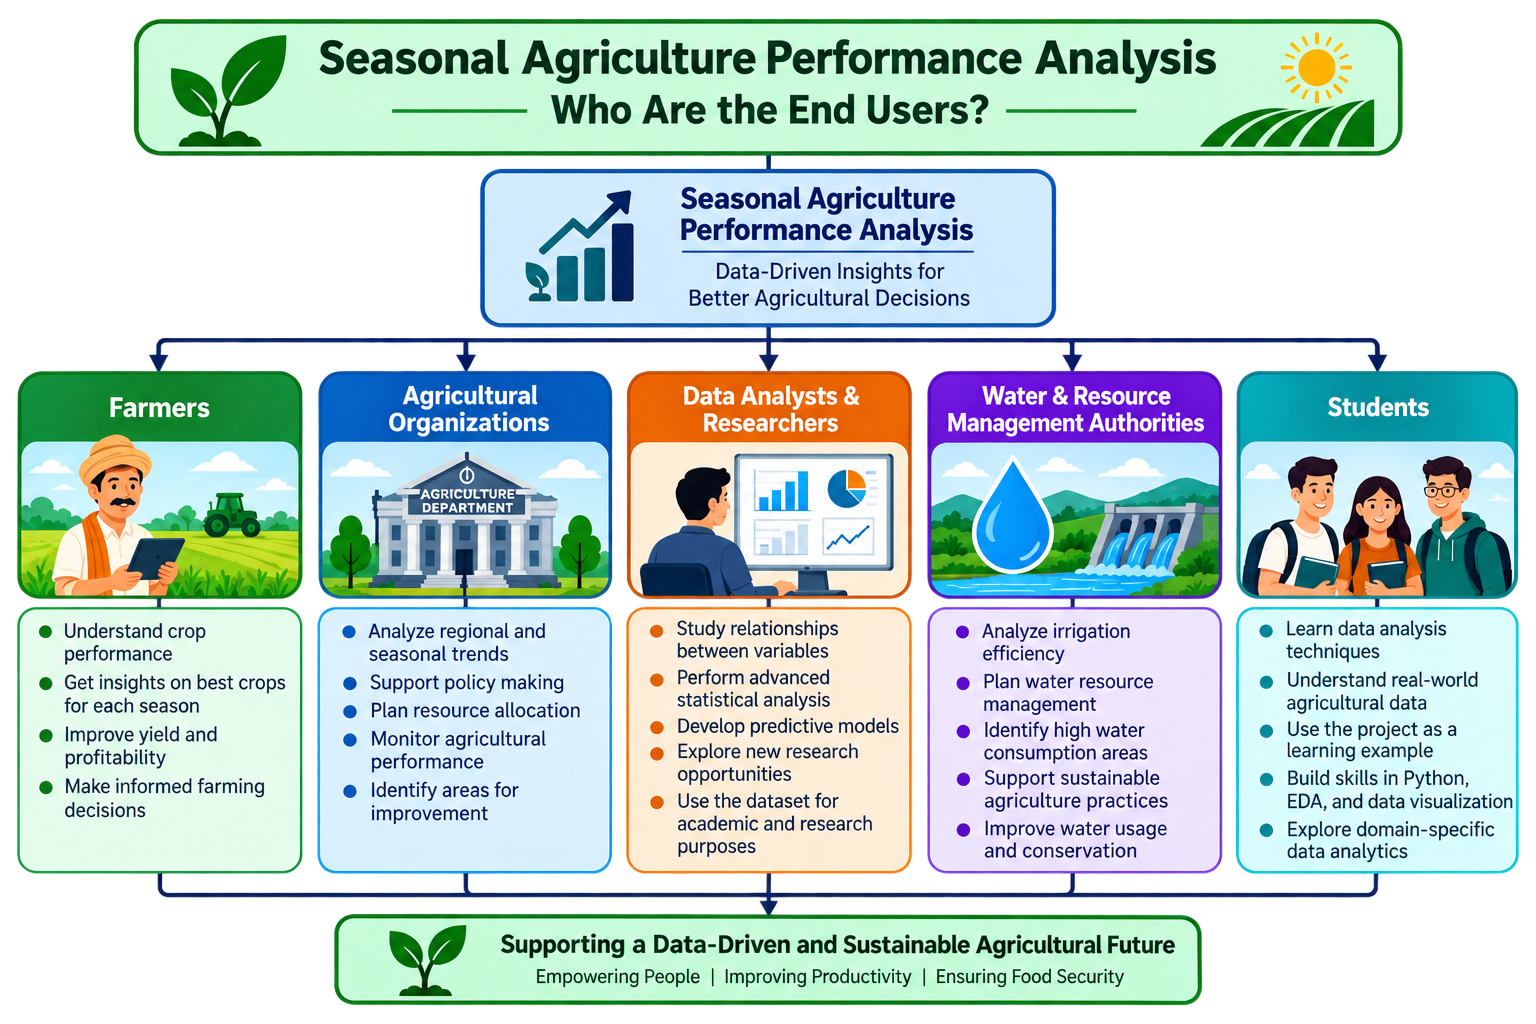 Seasonal Agriculture Performance Analysis
Who Are the End Users?
Seasonal Agriculture
Performance Analysis
Data-Driven Insights for
Better Agricultural Decisions
Farmers
Understand crop
performance
Get insights on best crops
for each season
Improve yield and
profitability
Make informed farming
decisions
Agricultural
Organizations
AGRICULTURE
DEPARTMENT
Analyze regional and
seasonal trends
Support policy making
Plan resource allocation
Monitor agricultural
performance
Identify areas for
improvement
Data Analysts &
Researchers
Study relationships
between variables
Perform advanced
statistical analysis
Develop predictive models
Explore new research
opportunities
Use the dataset for
academic and research
purposes
Water & Resource
Management Authorities
Analyze irrigation
efficiency
Plan water resource
management
Identify high water
consumption areas
Support sustainable
agriculture practices
Improve water usage
and conservation
Students
Learn data analysis
techniques
Understand real-world
agricultural data
Use the project as a
learning example
Build skills in Python,
EDA, and data visualization
Explore domain-specific
data analytics
Supporting a Data-Driven and Sustainable Agricultural Future
Empowering People | Improving Productivity | Ensuring Food Security